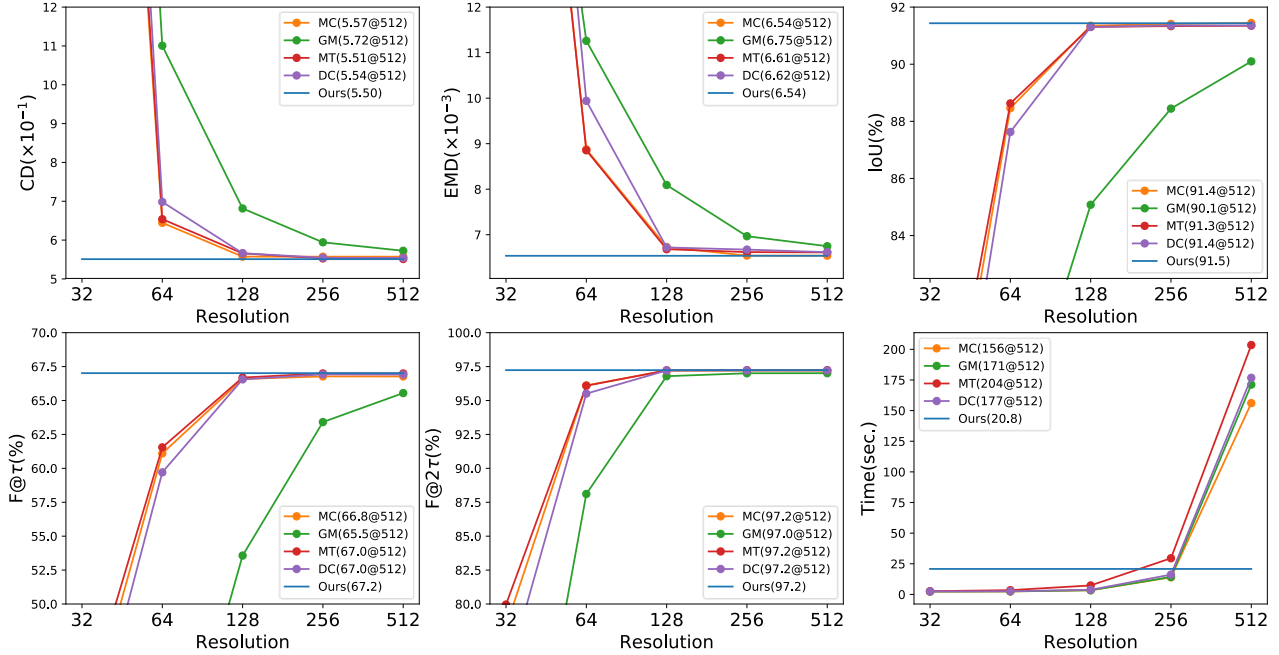 12
11
10
9
8
7
6
5
CD(×10⁻¹)
32 64 128 256 512
Resolution
MC(5.57@512)
GM(5.72@512)
MT(5.51@512)
DC(5.54@512)
Ours(5.50)
12
11
10
9
8
7
EMD(×10⁻³)
32 64 128 256 512
Resolution
MC(6.54@512)
GM(6.75@512)
MT(6.61@512)
DC(6.62@512)
Ours(6.54)
92
90
88
86
84
IoU(%)
32 64 128 256 512
Resolution
MC(91.4@512)
GM(90.1@512)
MT(91.3@512)
DC(91.4@512)
Ours(91.5)
70.0
67.5
65.0
62.5
60.0
57.5
55.0
52.5
50.0
F@τ(%)
32 64 128 256 512
Resolution
MC(66.8@512)
GM(65.5@512)
MT(67.0@512)
DC(67.0@512)
Ours(67.2)
100.0
97.5
95.0
92.5
90.0
87.5
85.0
82.5
80.0
F@2τ(%)
32 64 128 256 512
Resolution
MC(97.2@512)
GM(97.0@512)
MT(97.2@512)
DC(97.2@512)
Ours(97.2)
200
175
150
125
100
75
50
25
0
Time(sec.)
32 64 128 256 512
Resolution
MC(156@512)
GM(171@512)
MT(204@512)
DC(177@512)
Ours(20.8)